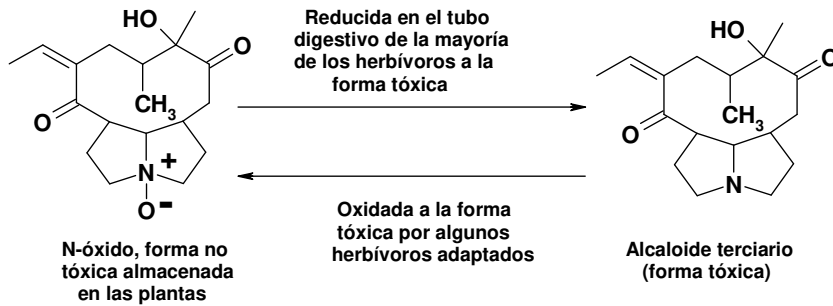 HO
O
CH3
O
N
+
O-
N-óxido, forma no
tóxica almacenada
en las plantas
Reducida en el tubo
digestivo de la mayoría
de los herbívoros a la
forma tóxica
Oxidada a la forma
tóxica por algunos
herbívoros adaptados
HO
O
CH3
O
N
Alcaloide terciario
(forma tóxica)